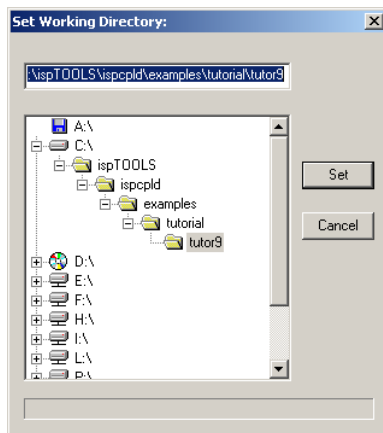 Set Working Directory:
:\ispTOOLS\ispcpld\examples\tutorial\tutor9
A:\
C:\
ispTOOLS
ispcpld
examples
tutorial
tutor9
D:\
E:\
F:\
H:\
I:\
L:\
P:\
Set
Cancel